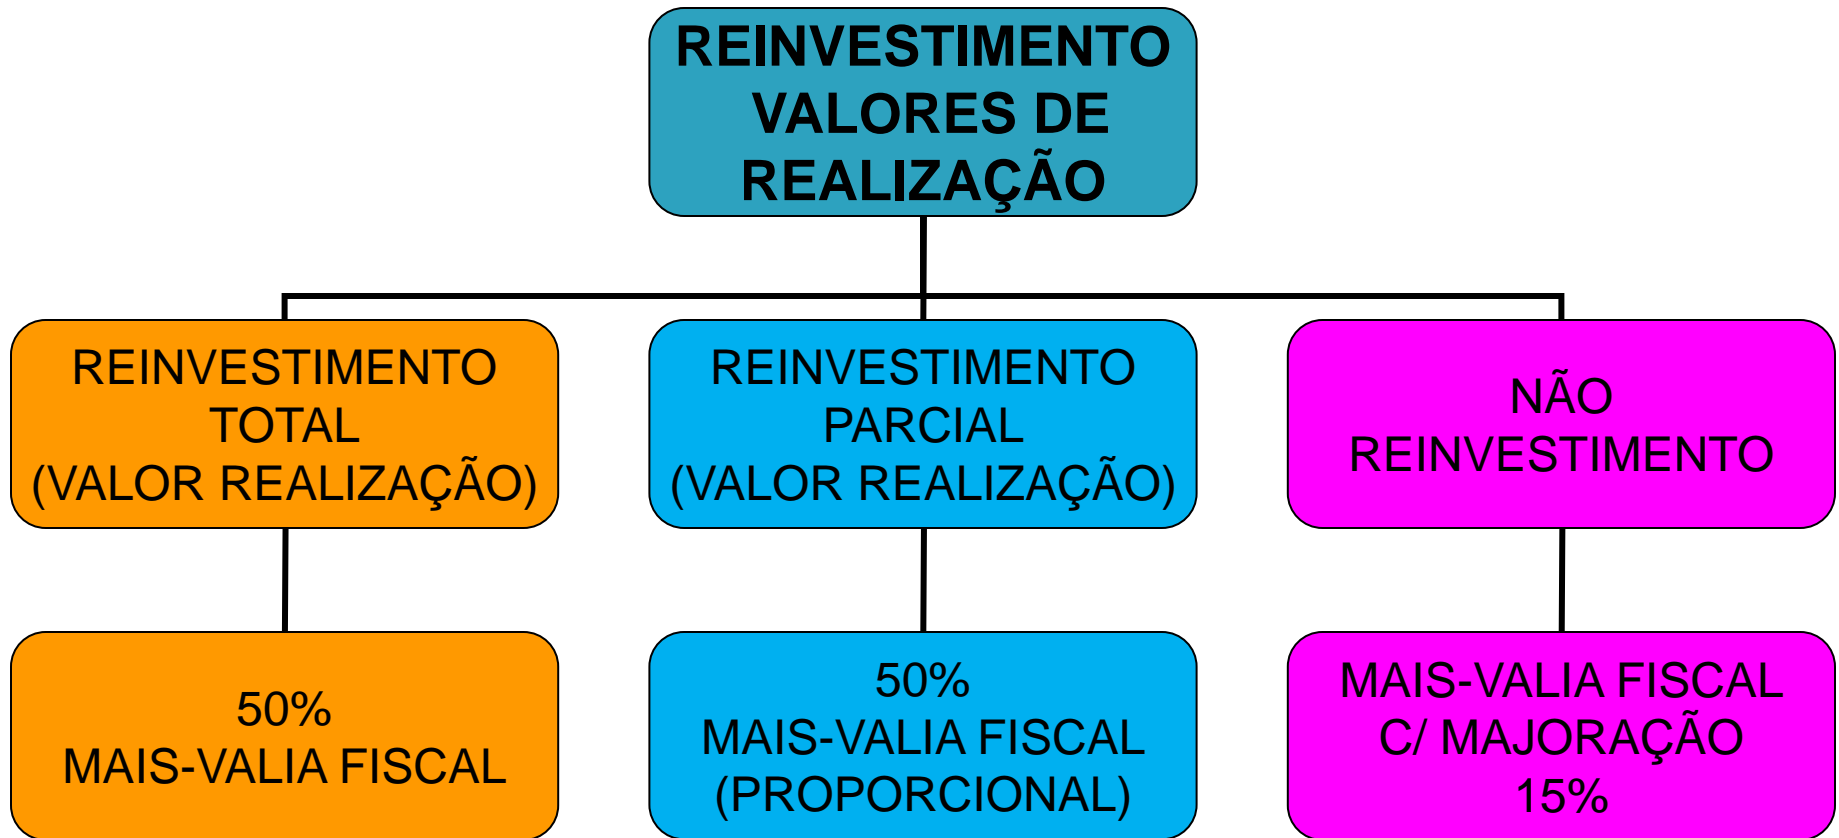 REINVESTIMENTO
VALORES DE
REALIZAÇÃO
REINVESTIMENTO
TOTAL
(VALOR REALIZAÇÃO)
REINVESTIMENTO
PARCIAL
(VALOR REALIZAÇÃO)
NÃO
REINVESTIMENTO
50%
MAIS-VALIA FISCAL
50%
MAIS-VALIA FISCAL
(PROPORCIONAL)
MAIS-VALIA FISCAL
C/ MAJORAÇÃO
15%